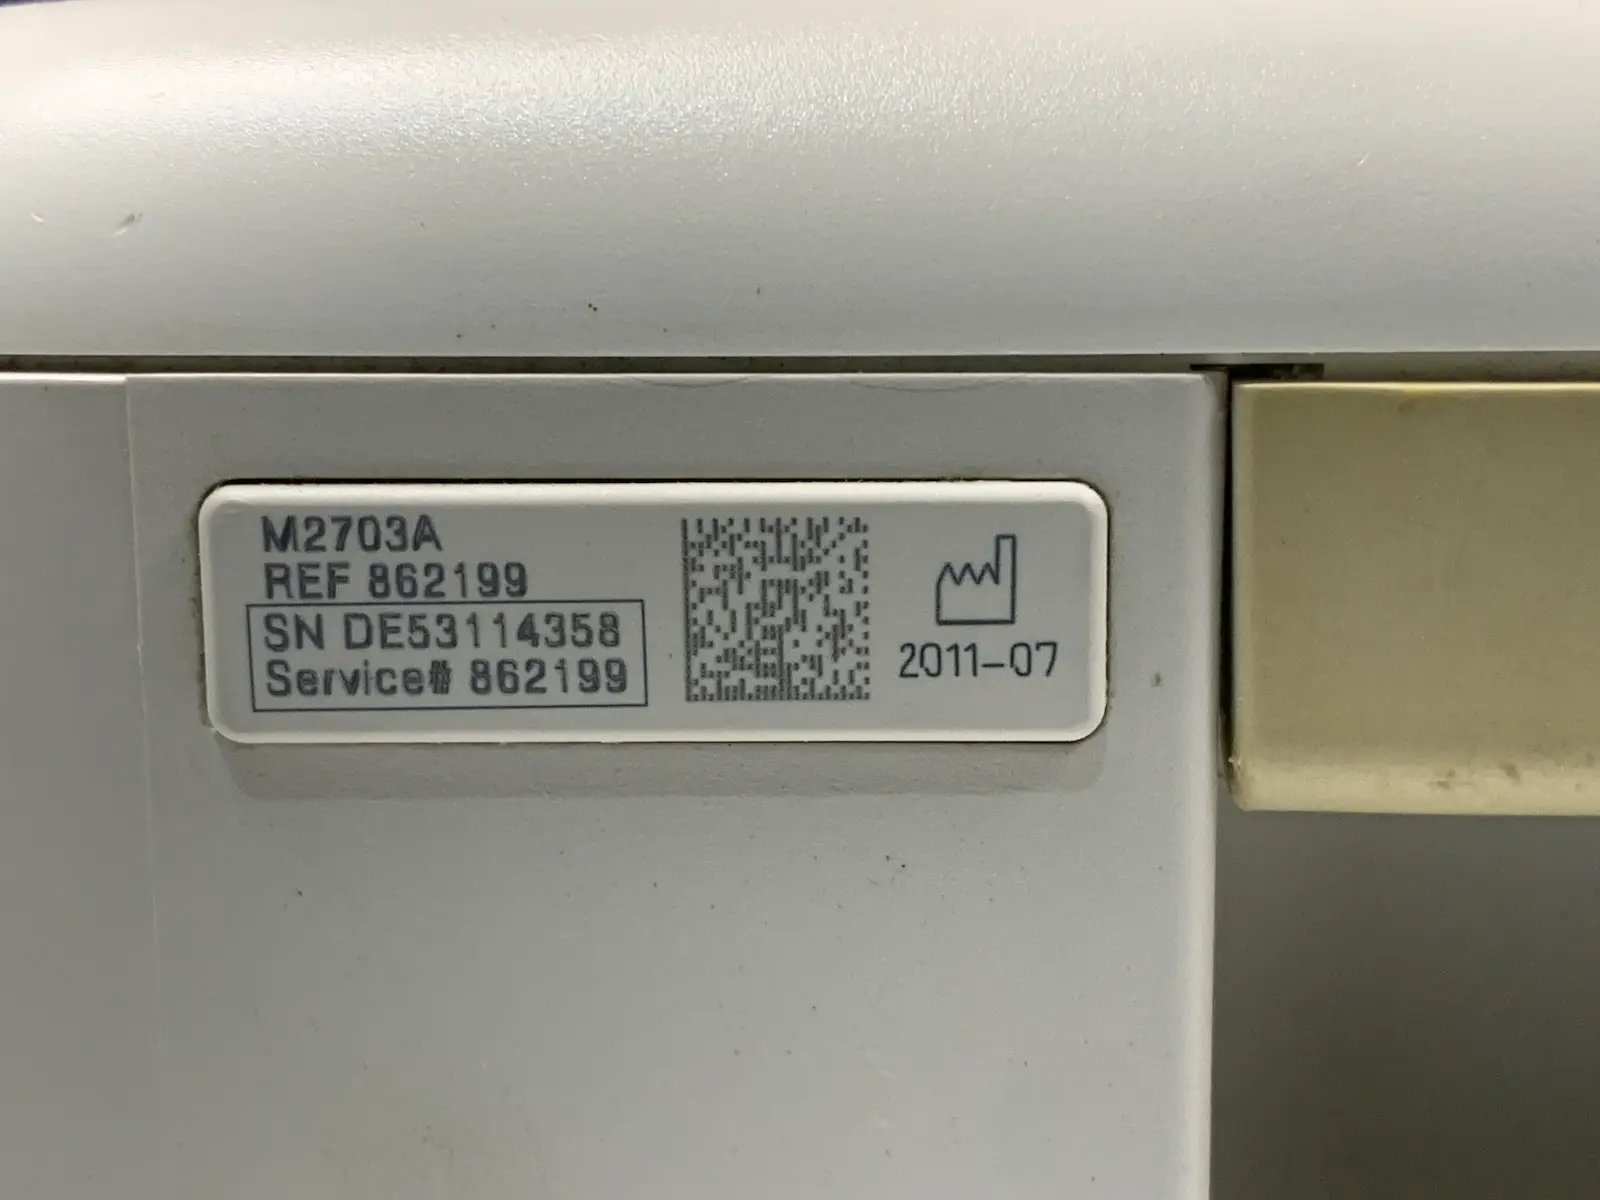 M2703A
REF 862199
SN DE53114358
Service# 862199
2011-07